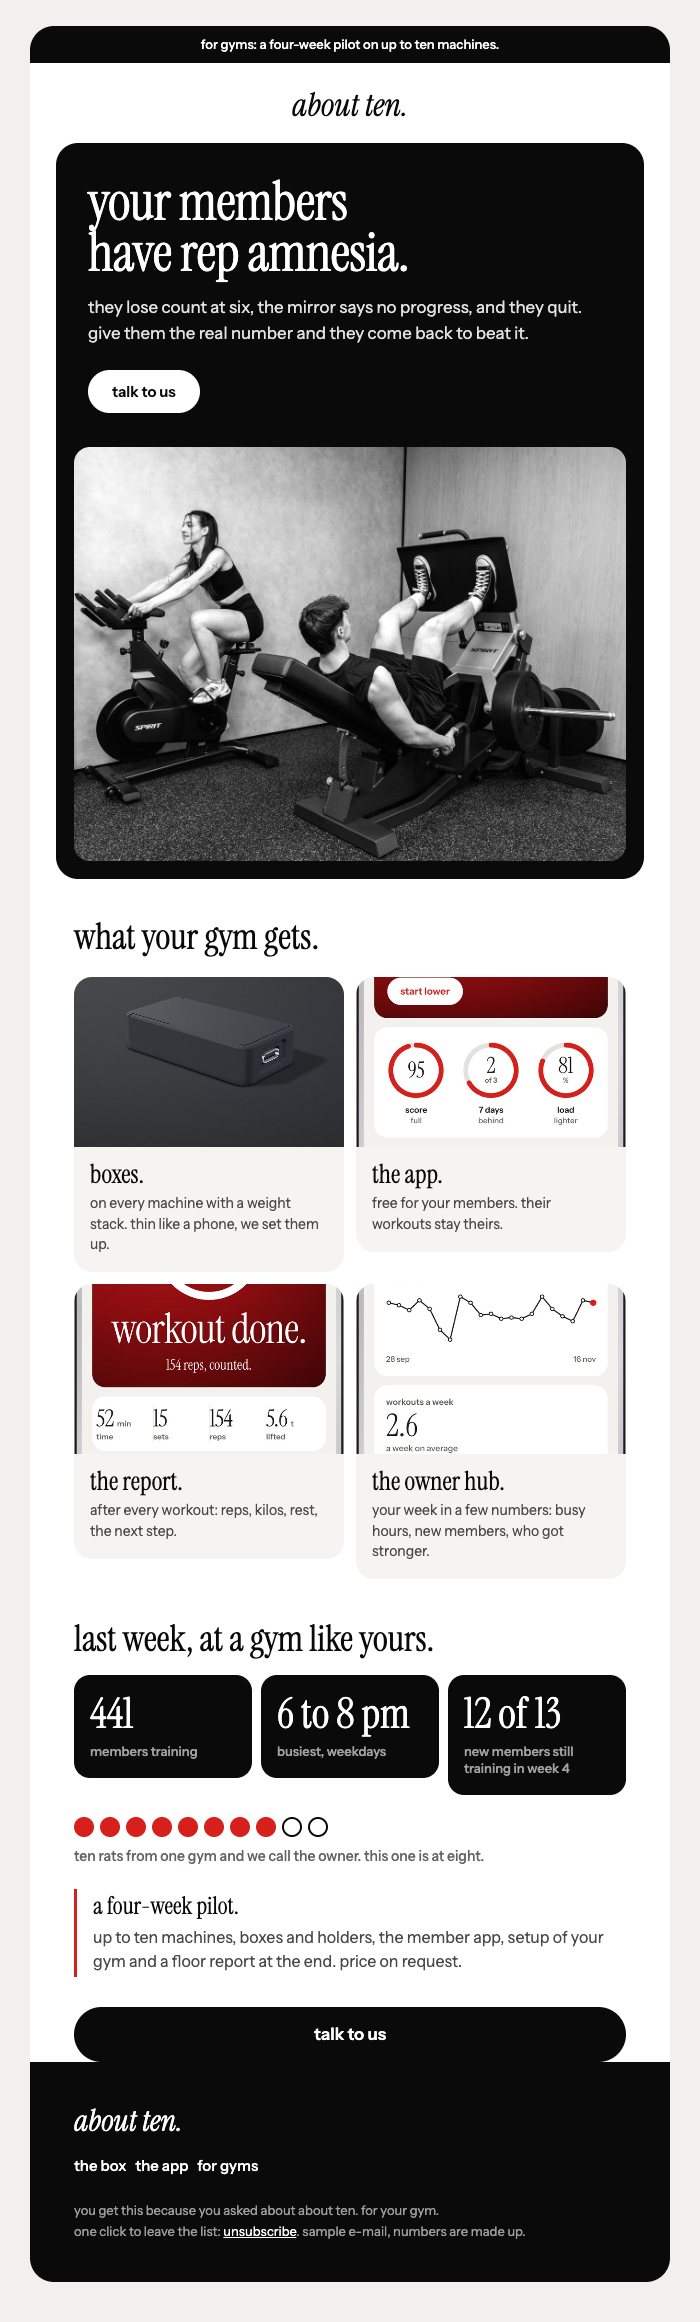 for gyms: a four-week pilot on up to ten machines.
about ten.
your members
have rep amnesia.
they lose count at six, the mirror says no progress, and they quit.
give them the real number and they come back to beat it.
talk to us
SPIRIT
SPIRIT
what your gym gets.
boxes.
on every machine with a weight
stack. thin like a phone, we set them
up.
start lower
95
2
of 3
81
%
score
7 days
load
full
behind
lighter
the app.
free for your members. their
workouts stay theirs.
workout done.
154 reps, counted.
52 min
15
154
5.6 t
time
sets
reps
lifted
the report.
after every workout: reps, kilos, rest,
the next step.
28 sep
16 nov
workouts a week
2.6
a week on average
the owner hub.
your week in a few numbers: busy
hours, new members, who got
stronger.
last week, at a gym like yours.
441
members training
6 to 8 pm
busiest, weekdays
12 of 13
new members still
training in week 4
ten rats from one gym and we call the owner. this one is at eight.
a four-week pilot.
up to ten machines, boxes and holders, the member app, setup of your
gym and a floor report at the end. price on request.
talk to us
about ten.
the box the app for gyms
you get this because you asked about about ten. for your gym.
one click to leave the list: unsubscribe. sample e-mail, numbers are made up.